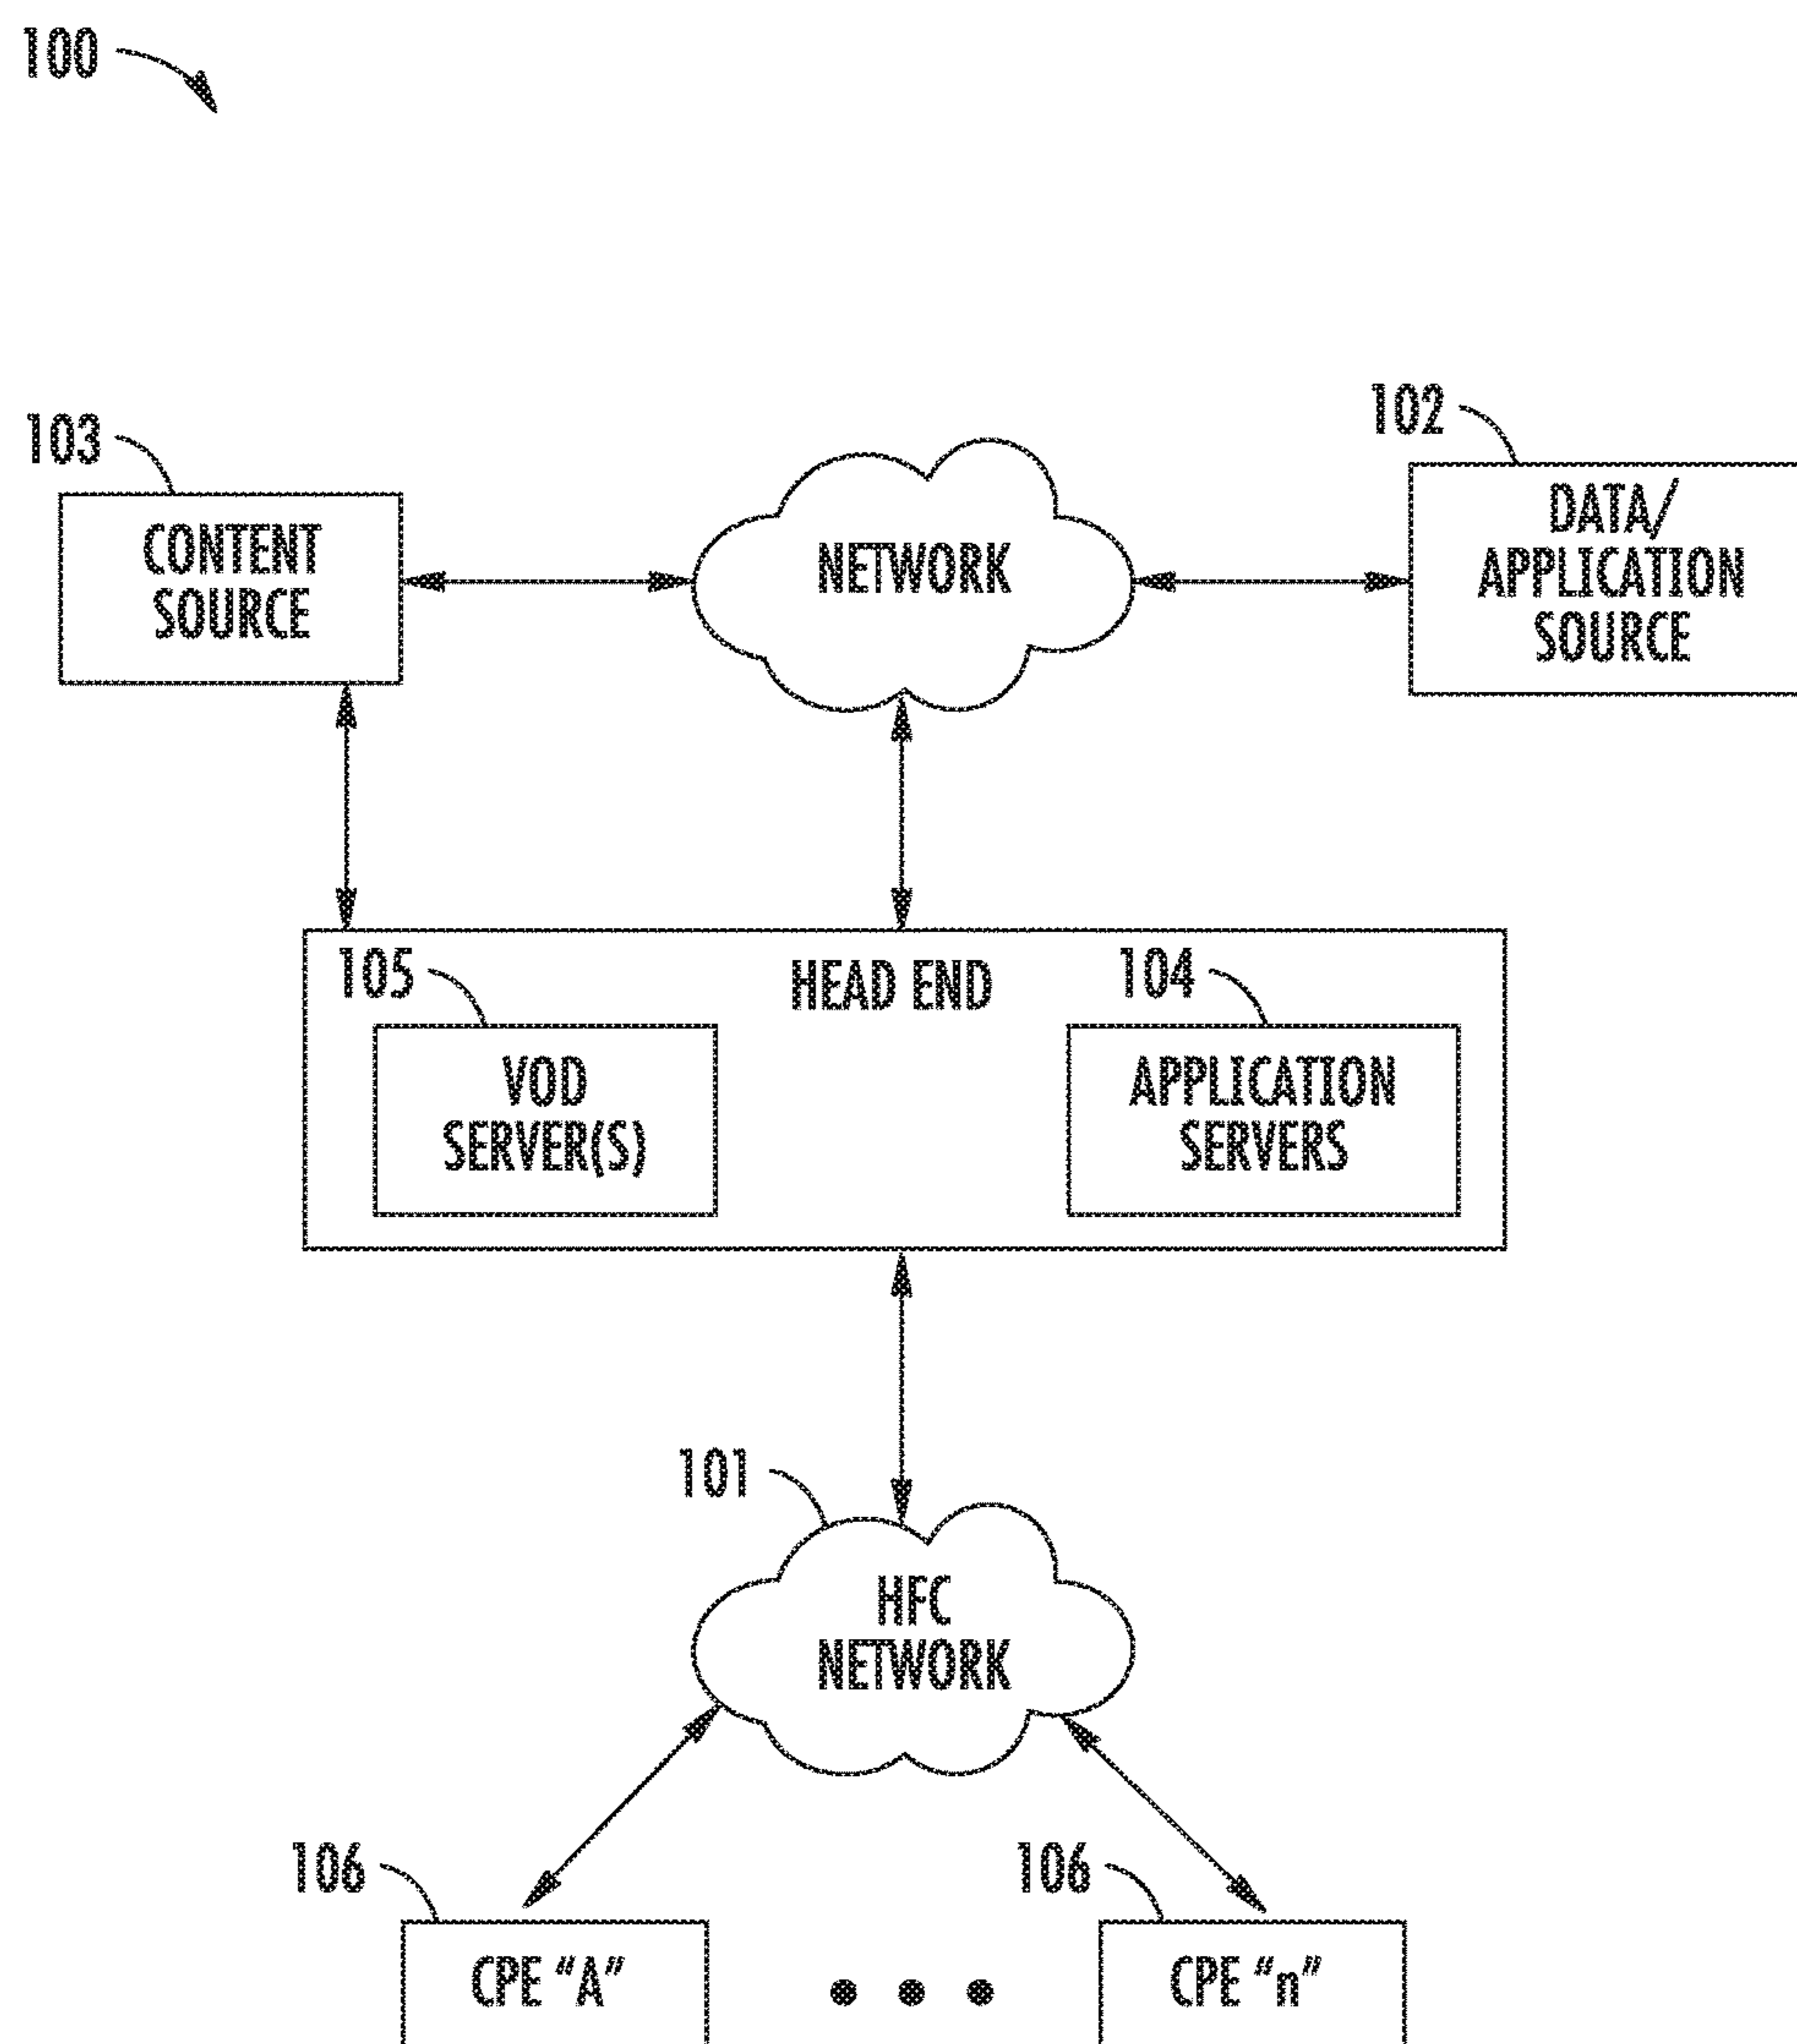 100
103
CONTENT
SOURCE
NETWORK
102
DATA/
APPLICATION
SOURCE
HEAD END
105
VOD
SERVER(S)
104
APPLICATION
SERVERS
101
HFC
NETWORK
106
CPE “A”
106
CPE “n”